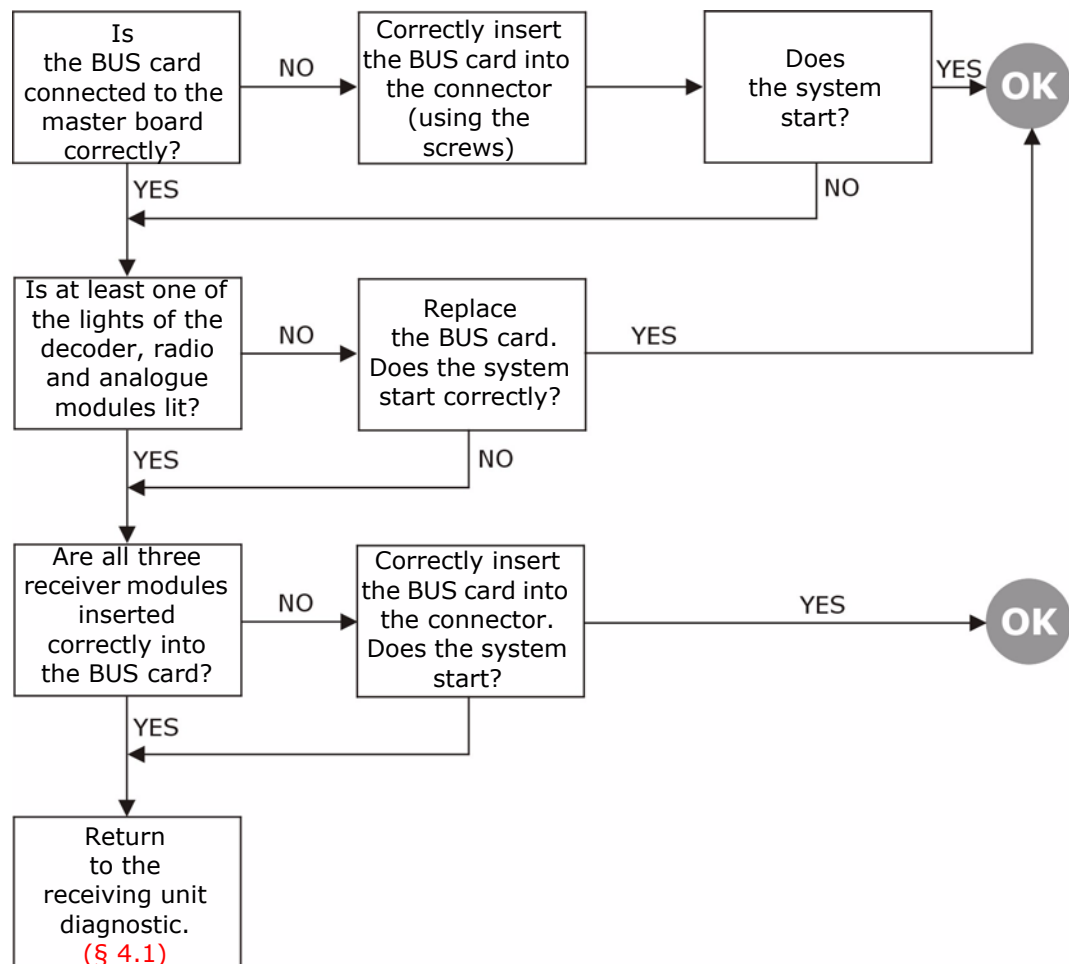 Is
the BUS card
connected to the
master board
correctly?
NO
Correctly insert
the BUS card into
the connector
(using the
screws)
Does
the system
start?
YES
OK
YES
NO
Is at least one of
the lights of the
decoder, radio
and analogue
modules lit?
NO
Replace
the BUS card.
Does the system
start correctly?
YES
YES
NO
Are all three
receiver modules
inserted
correctly into
the BUS card?
NO
Correctly insert
the BUS card into
the connector.
Does the system
start?
YES
OK
YES
Return
to the
receiving unit
diagnostic.
(§ 4.1)